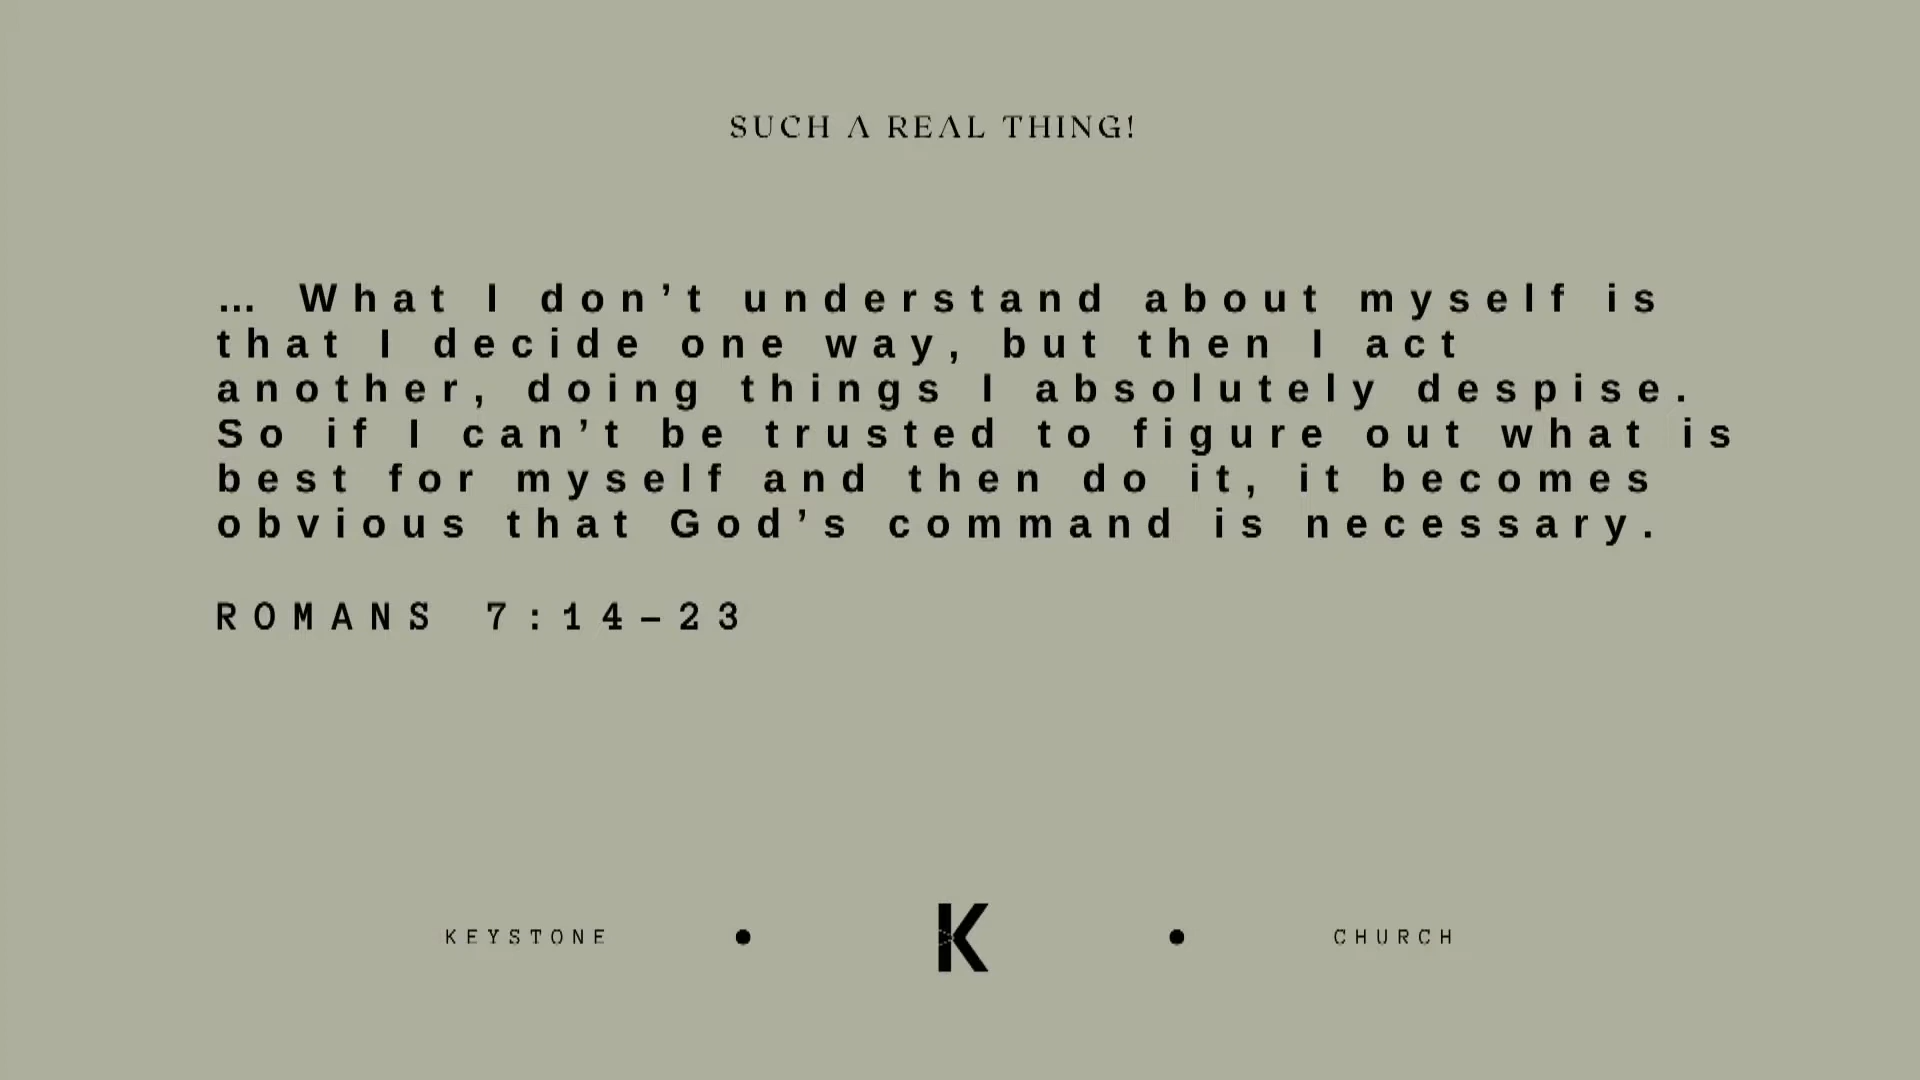 SUCH A REAL THING!
… What I don’t understand about myself is
that I decide one way, but then I act
another, doing things I absolutely despise.
So if I can’t be trusted to figure out what is
best for myself and then do it, it becomes
obvious that God’s command is necessary.
ROMANS 7:14–23
KEYSTONE • K • CHURCH